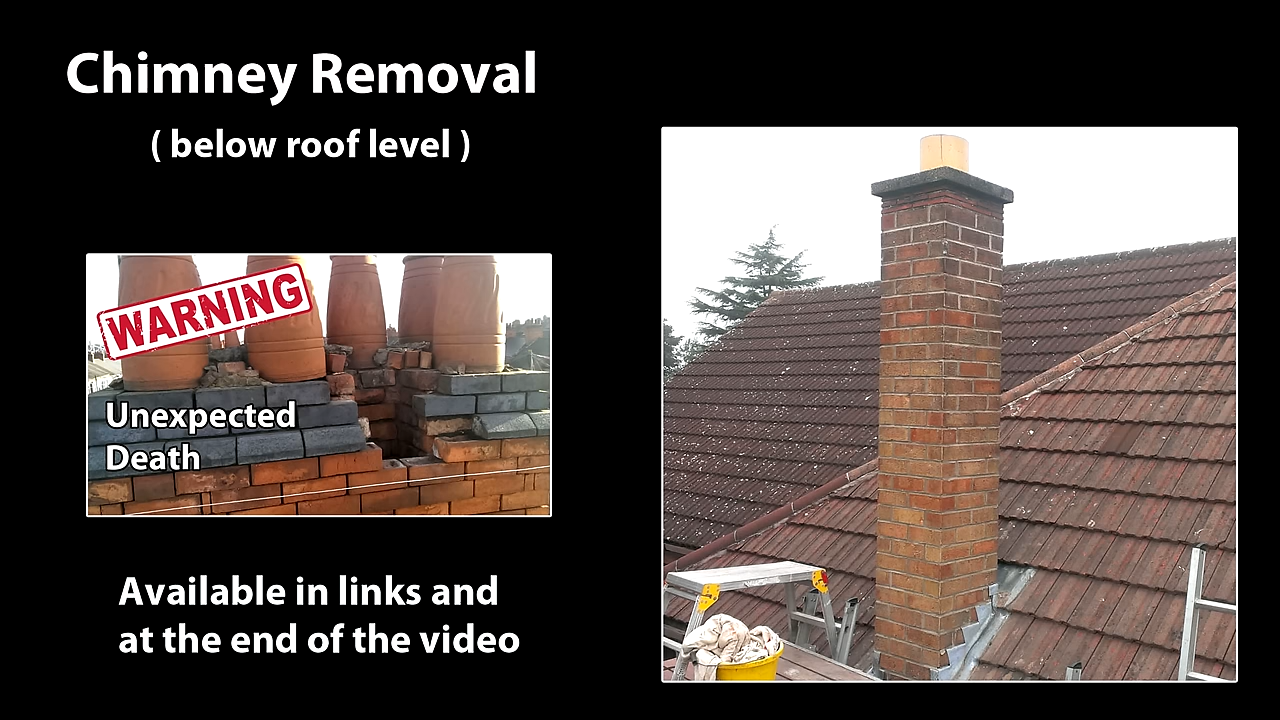 Chimney Removal
( below roof level )
WARNING
Unexpected
Death
Available in links and
at the end of the video